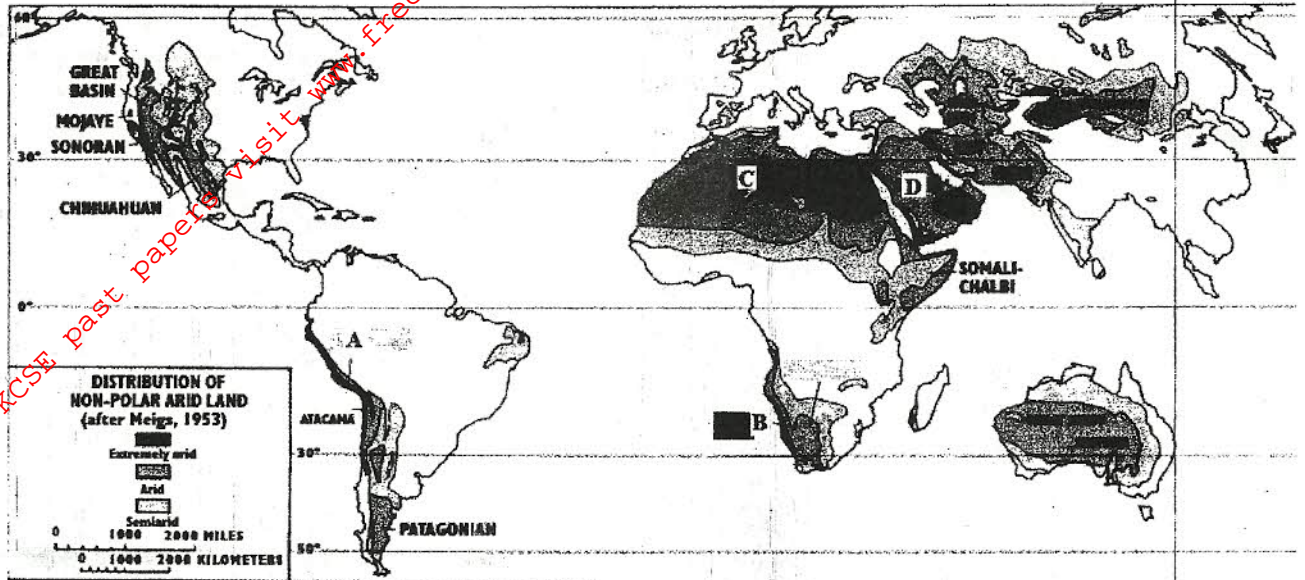 KCSE past papers visit www.free
60°
GREAT
BASIN
MOJAYE
SONORAN
30°
CHIHUAHUAN
C
D
SOMALI-
CHALBI
0°
A
DISTRIBUTION OF
NON-POLAR ARID LAND
(after Meigs, 1953)
Extremely arid
Arid
Semiarid
0 1000 2000 MILES
0 1000 2000 KILOMETERS
ATACAMA
B
30°
PATAGONIAN
50°